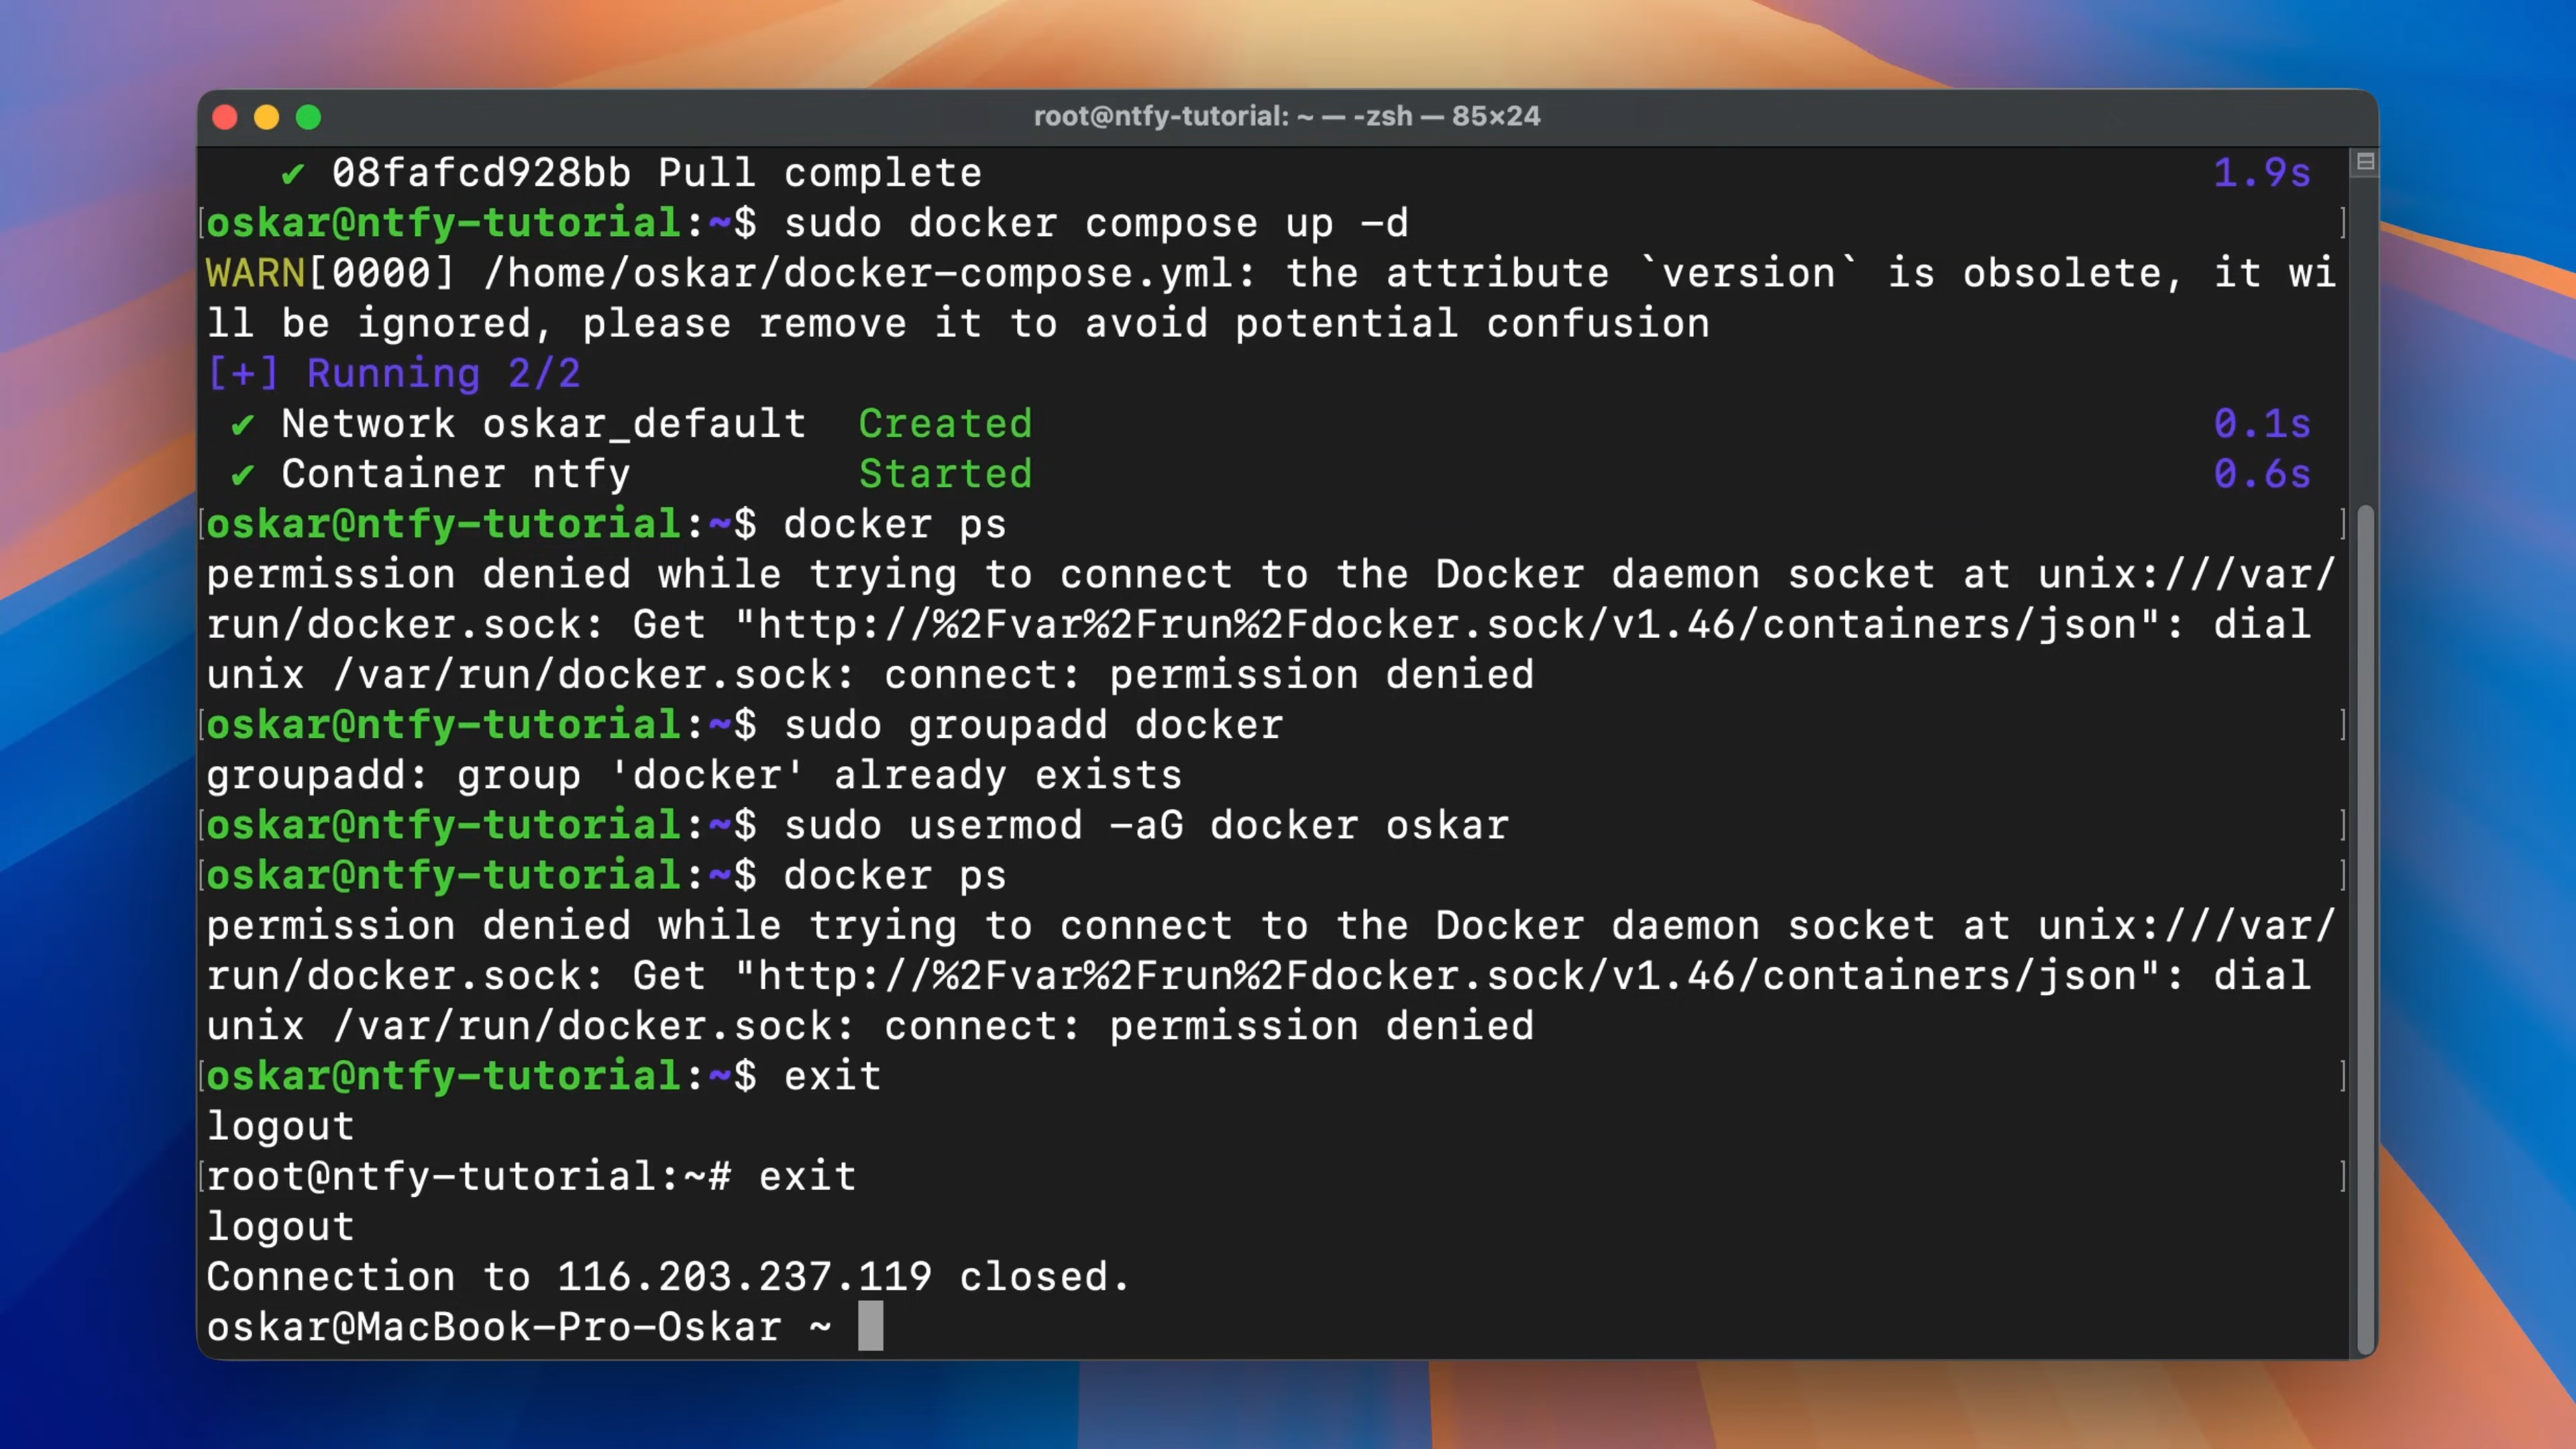 root@ntfy-tutorial: ~ — -zsh — 85×24
✔ 08fafcd928bb Pull complete 1.9s
[oskar@ntfy-tutorial:~$ sudo docker compose up -d ]
WARN[0000] /home/oskar/docker-compose.yml: the attribute `version` is obsolete, it wi
ll be ignored, please remove it to avoid potential confusion
[+] Running 2/2
✔ Network oskar_default Created 0.1s
✔ Container ntfy Started 0.6s
[oskar@ntfy-tutorial:~$ docker ps ]
permission denied while trying to connect to the Docker daemon socket at unix:///var/
run/docker.sock: Get "http://%2Fvar%2Frun%2Fdocker.sock/v1.46/containers/json": dial
unix /var/run/docker.sock: connect: permission denied
[oskar@ntfy-tutorial:~$ sudo groupadd docker ]
groupadd: group 'docker' already exists
[oskar@ntfy-tutorial:~$ sudo usermod -aG docker oskar ]
[oskar@ntfy-tutorial:~$ docker ps ]
permission denied while trying to connect to the Docker daemon socket at unix:///var/
run/docker.sock: Get "http://%2Fvar%2Frun%2Fdocker.sock/v1.46/containers/json": dial
unix /var/run/docker.sock: connect: permission denied
[oskar@ntfy-tutorial:~$ exit ]
logout
[root@ntfy-tutorial:~# exit ]
logout
Connection to 116.203.237.119 closed.
oskar@MacBook-Pro-Oskar ~